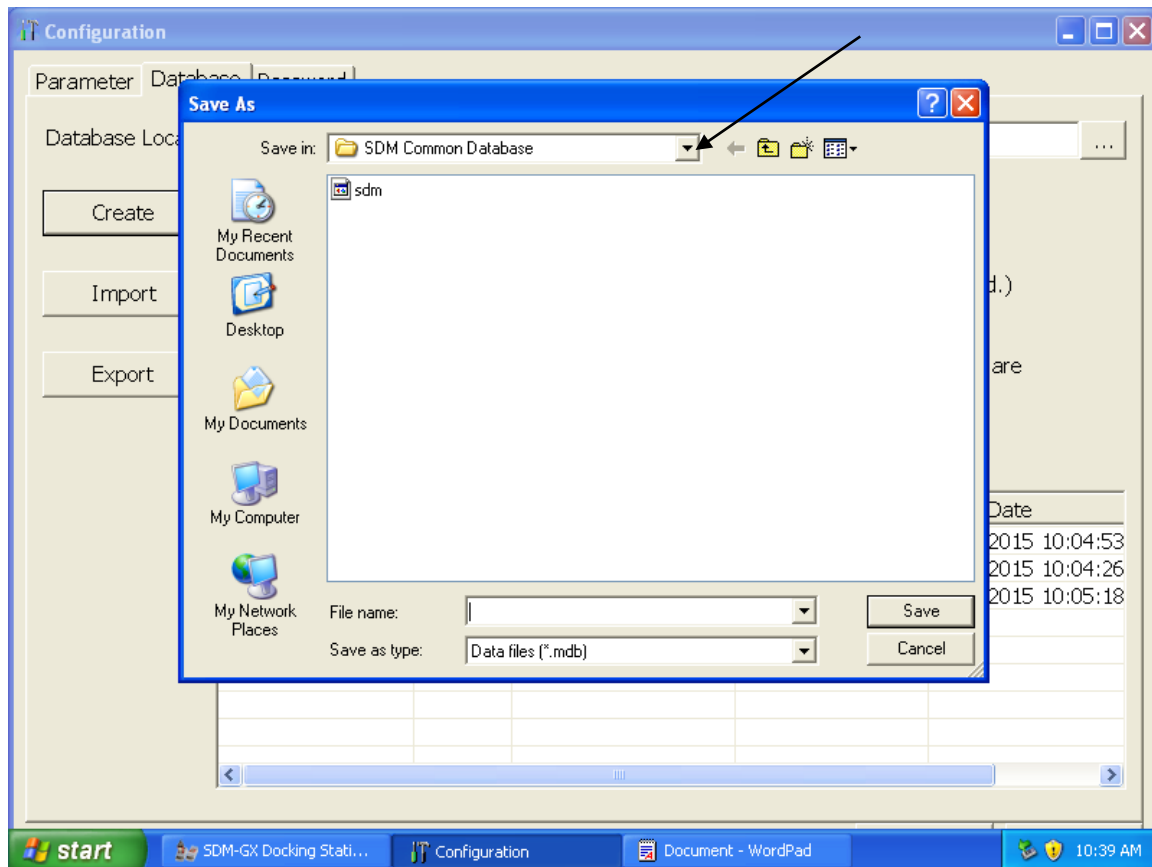 Configuration
Parameter Database Password
Save As
Database Loca
Save in: SDM Common Database
...
sdm
Create
My Recent
Documents
Import
d.)
Desktop
Export
are
My Documents
My Computer
Date
2015 10:04:53
2015 10:04:26
2015 10:05:18
My Network
Places
File name:
Save
Save as type: Data files (*.mdb)
Cancel
start
SDM-GX Docking Stati...
Configuration
Document - WordPad
10:39 AM